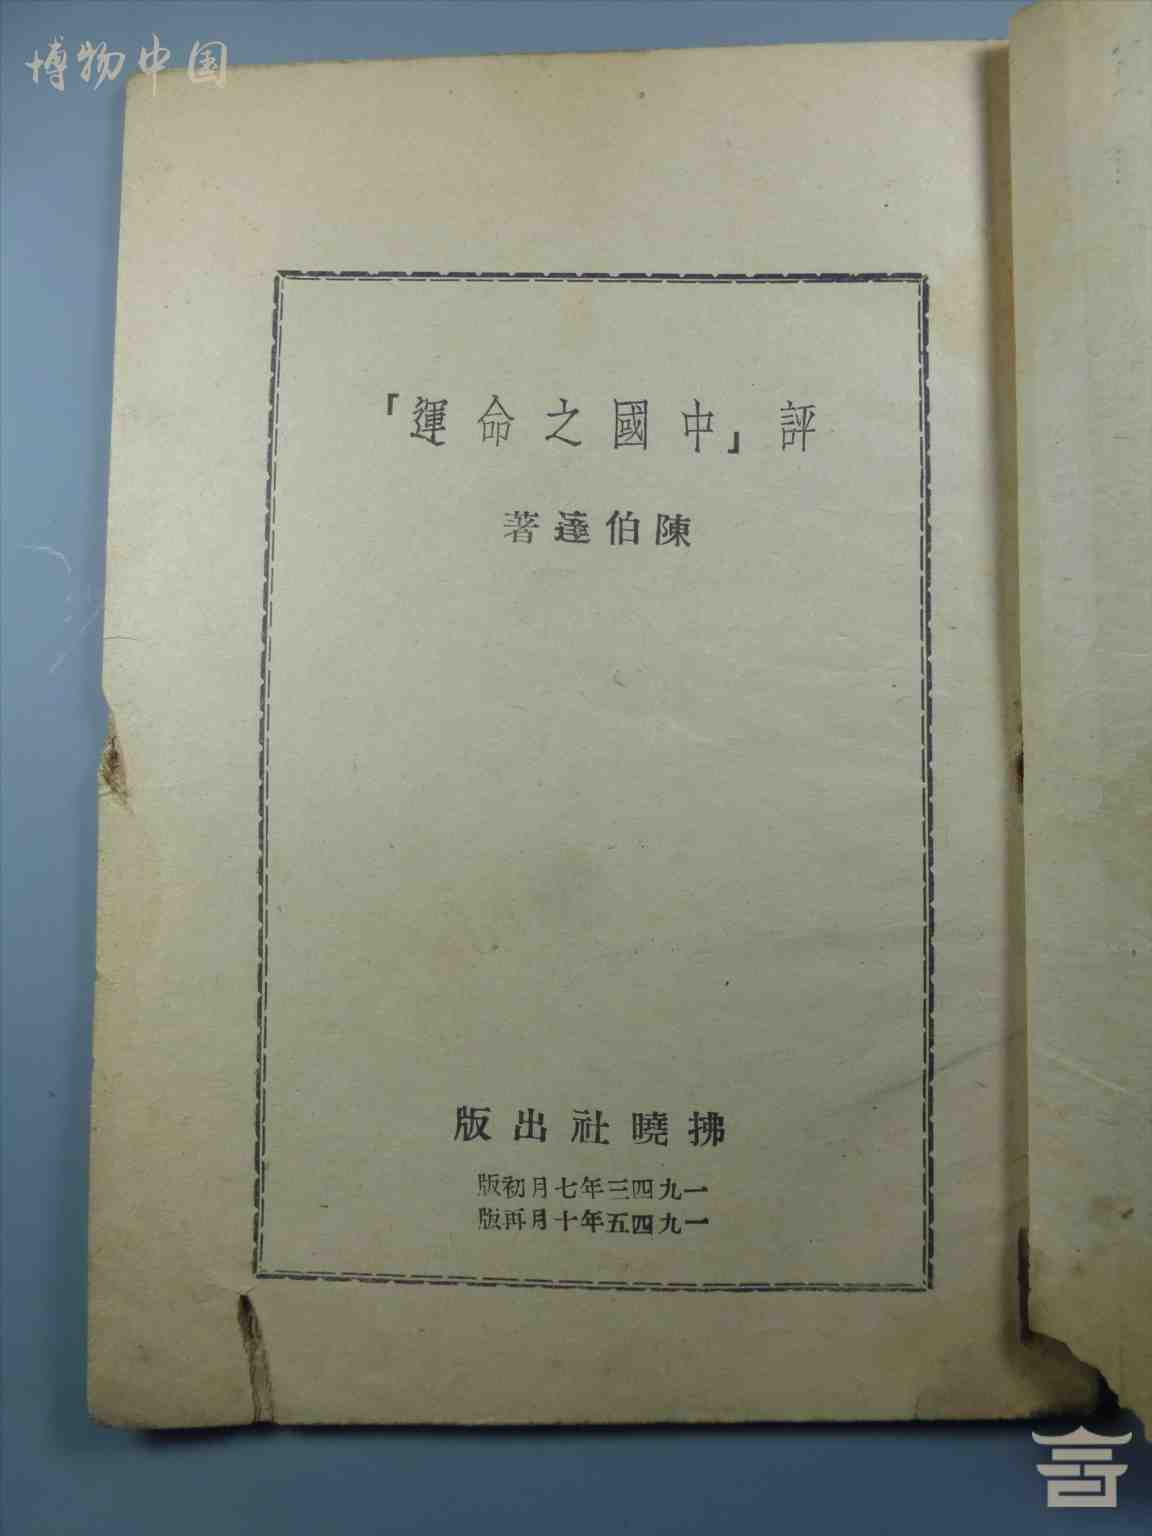 博物中国
評「中國之命運」
陳伯達著
拂曉社出版
一九四三年七月初版
一九四五年十月再版